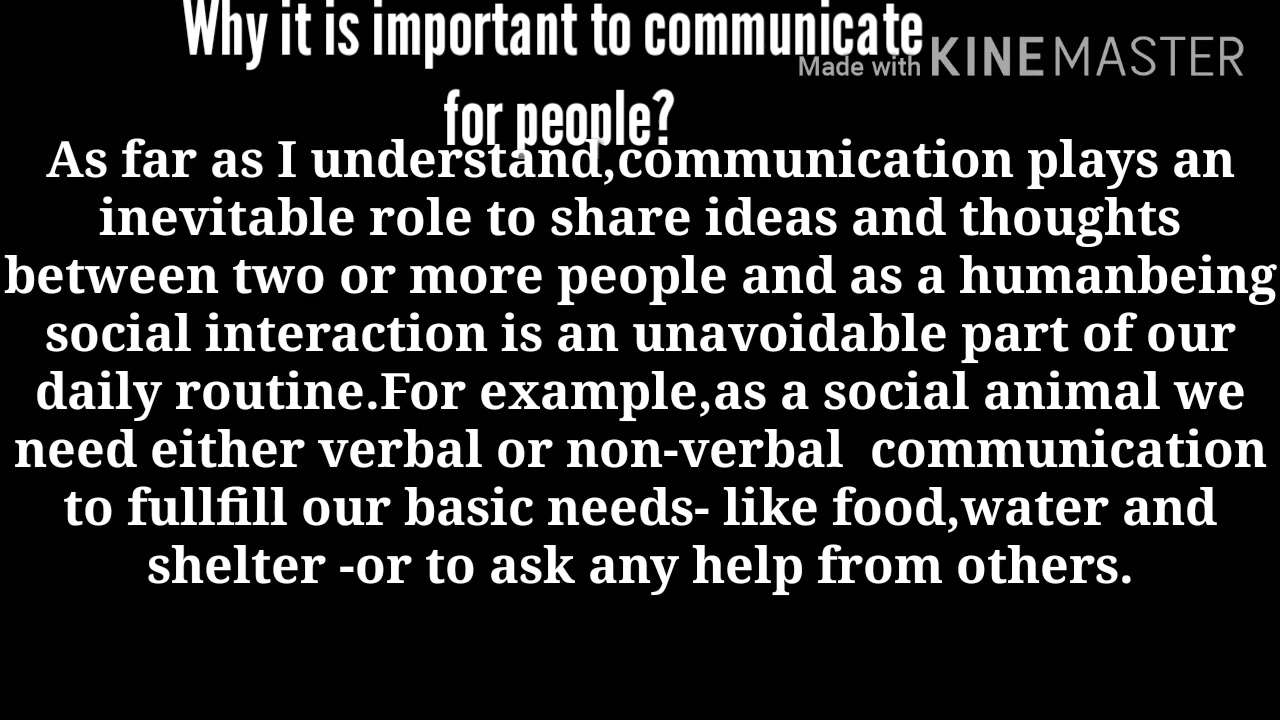 Why it is important to communicate
Made with KINEMASTER
for people?
As far as I understand,communication plays an
inevitable role to share ideas and thoughts
between two or more people and as a humanbeing
social interaction is an unavoidable part of our
daily routine.For example,as a social animal we
need either verbal or non-verbal  communication
to fullfill our basic needs- like food,water and
shelter -or to ask any help from others.